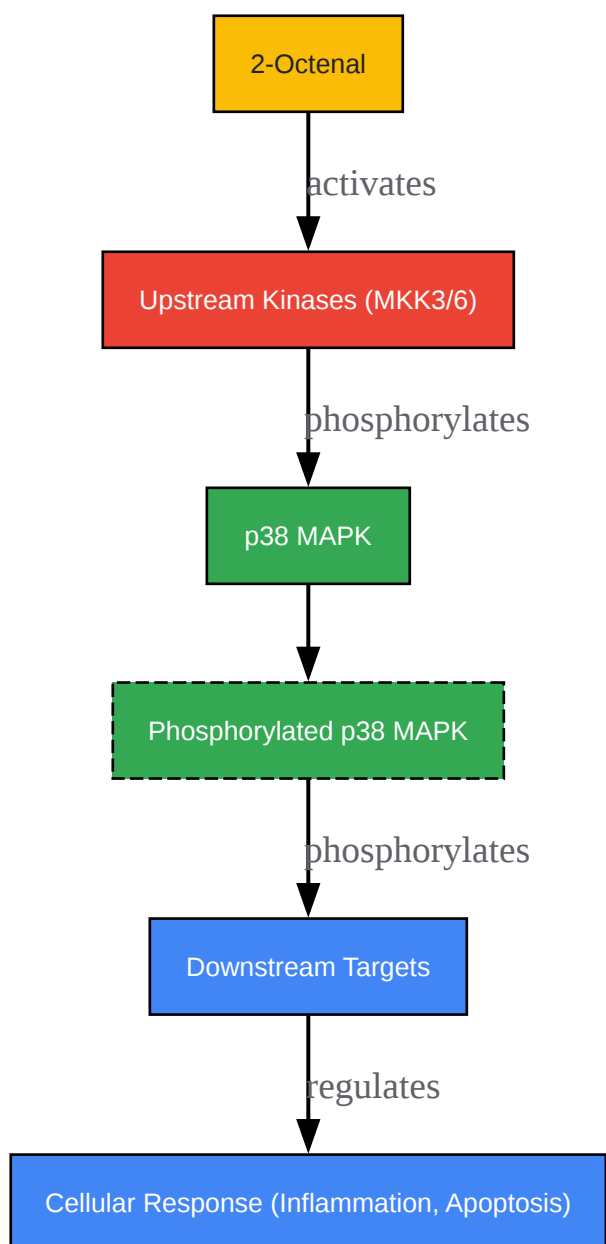 2-Octenal
activates
Upstream Kinases (MKK3/6)
phosphorylates
p38 MAPK
Phosphorylated p38 MAPK
phosphorylates
Downstream Targets
regulates
Cellular Response (Inflammation, Apoptosis)